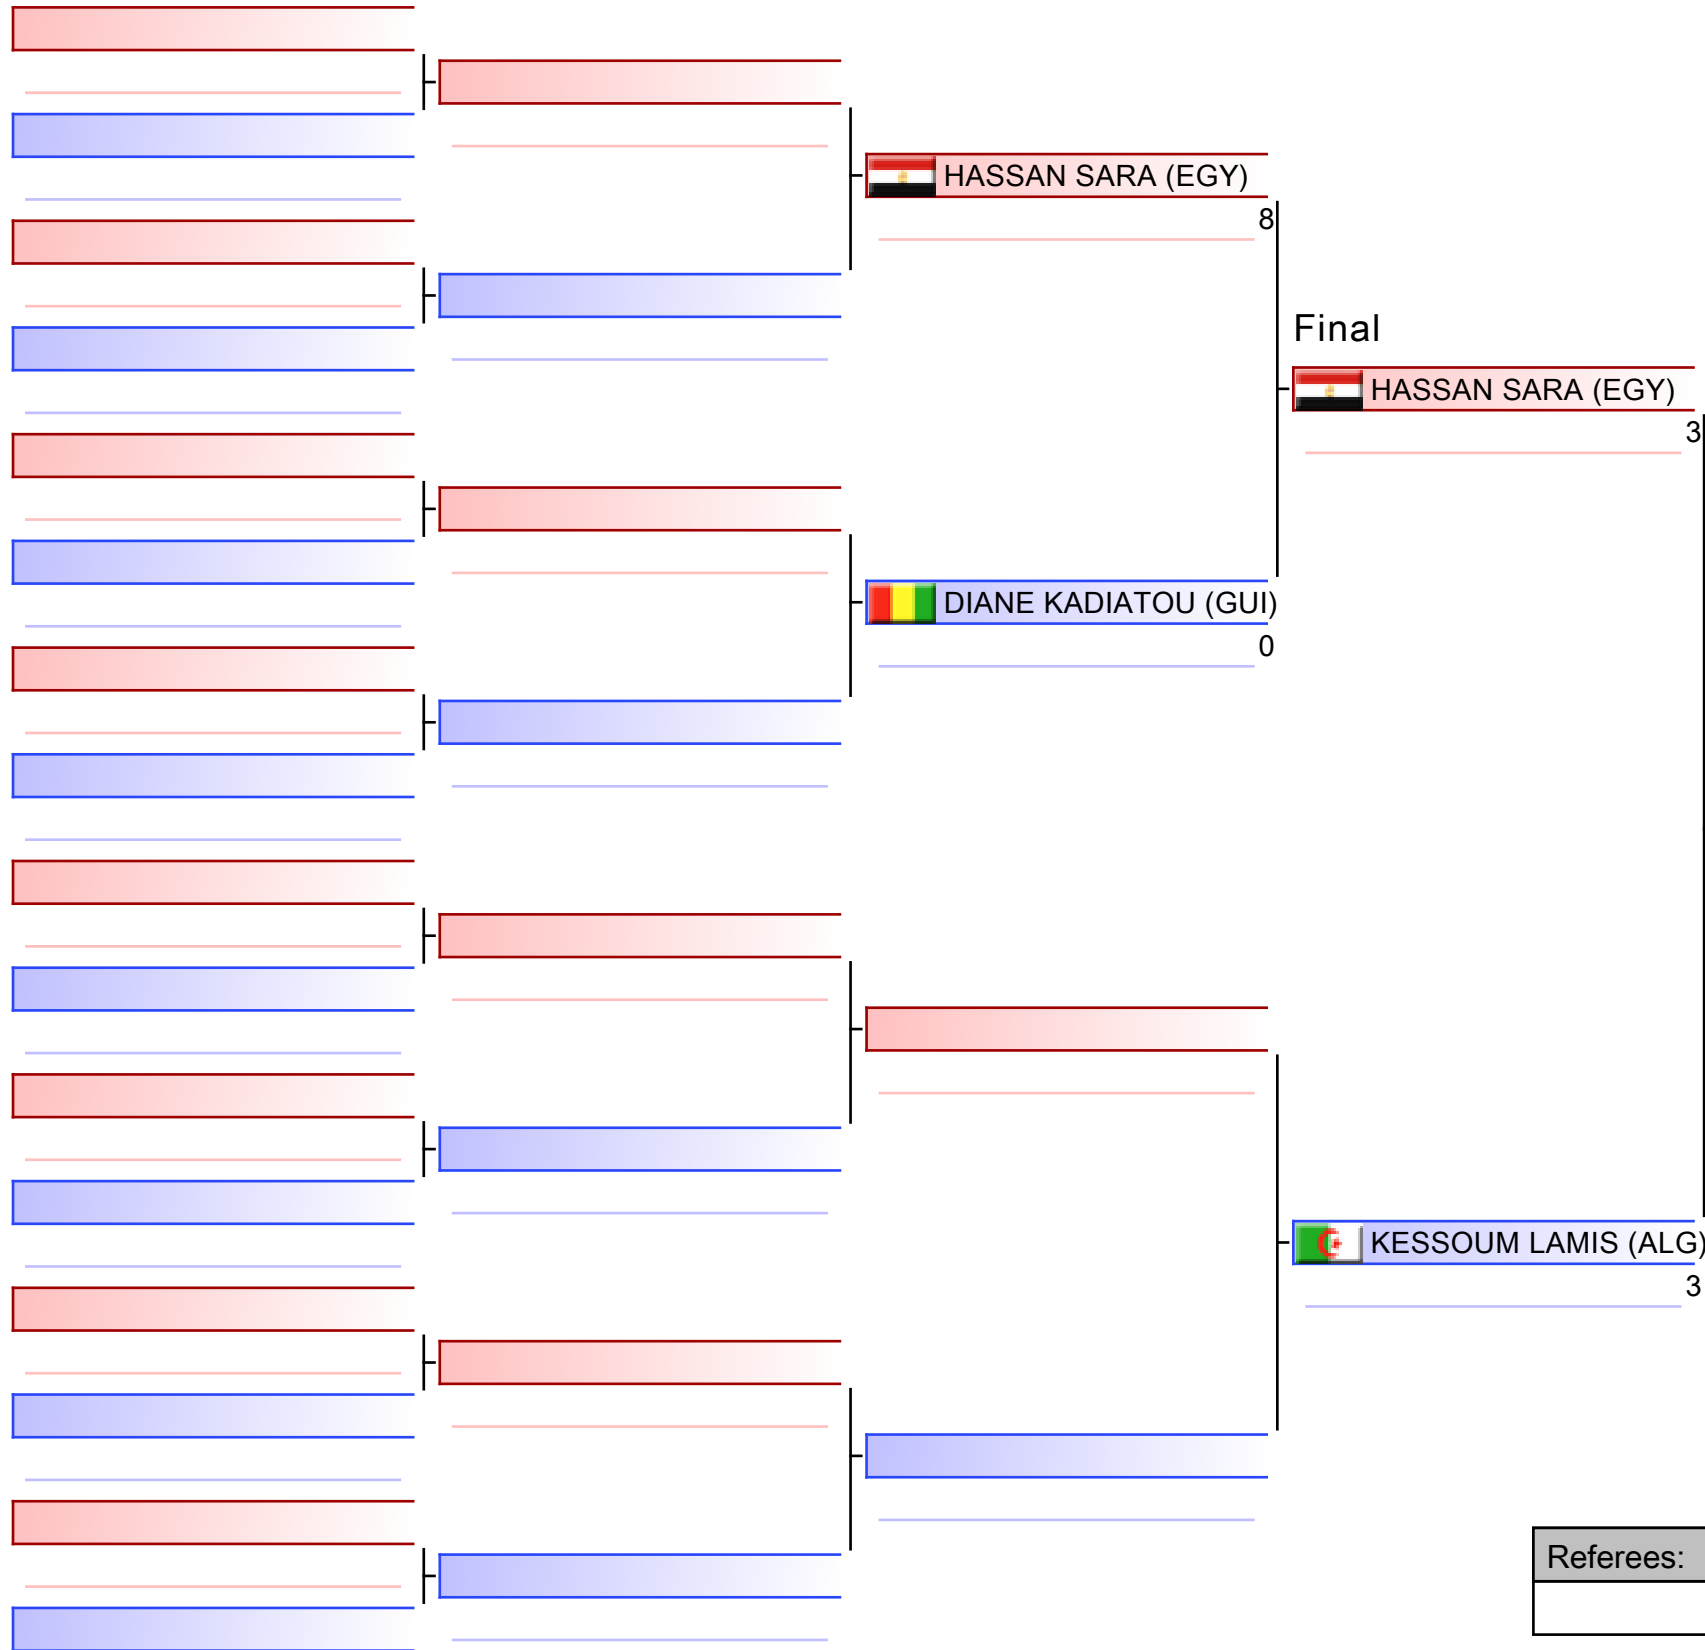 HASSAN SARA (EGY)
8
Final
HASSAN SARA (EGY)
3
DIANE KADIATOU (GUI)
0
KESSOUM LAMIS (ALG)
3
Referees: